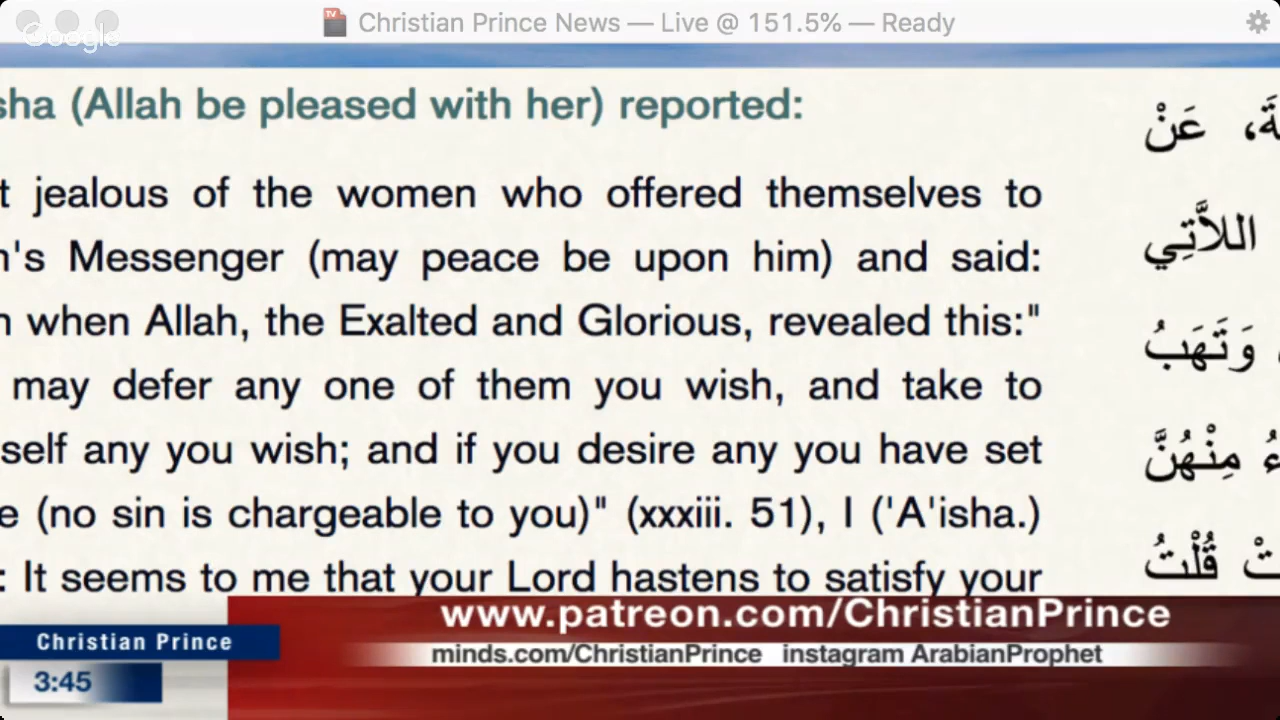 Christian Prince News — Live @ 151.5% — Ready
Google
sha (Allah be pleased with her) reported:
t jealous of the women who offered themselves to
n's Messenger (may peace be upon him) and said:
n when Allah, the Exalted and Glorious, revealed this:"
may defer any one of them you wish, and take to
self any you wish; and if you desire any you have set
e (no sin is chargeable to you)" (xxxiii. 51), I ('A'isha.)
: It seems to me that your Lord hastens to satisfy your
ةَ، عَنْ
اللاَّتِي
وَتَهَبُ
ءُ مِنْهُنَّ
تْ قُلْتُ
www.patreon.com/ChristianPrince
Christian Prince
minds.com/ChristianPrince instagram ArabianProphet
3:45